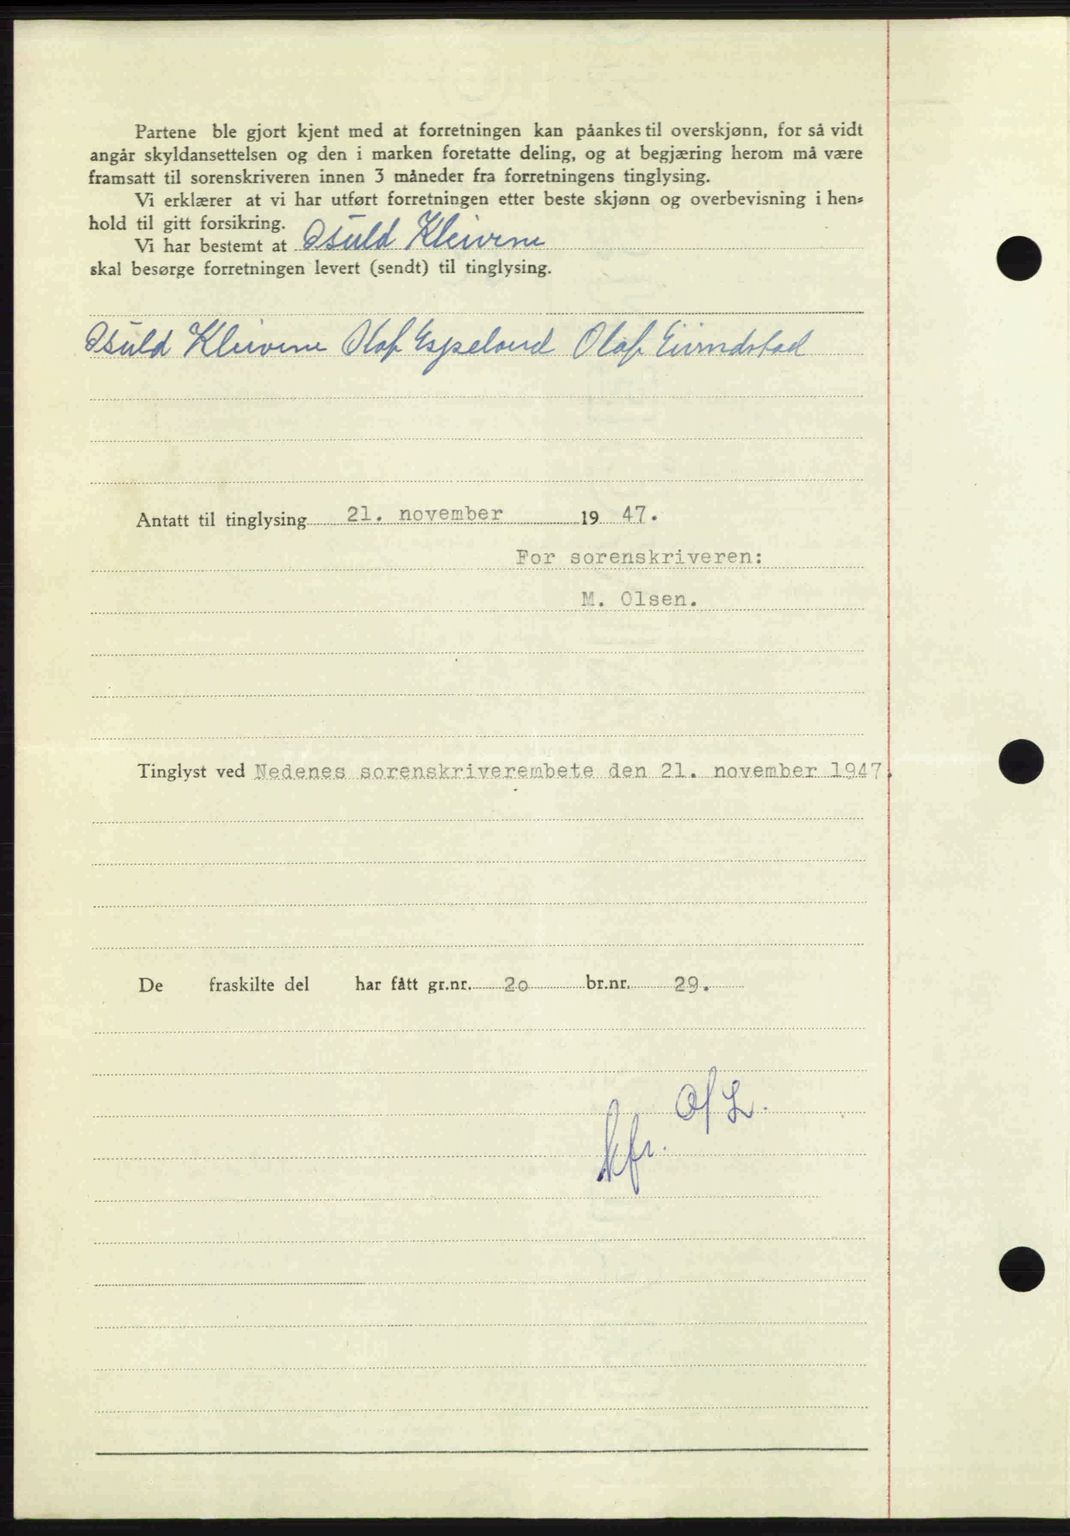 Partene ble gjort kjent med at forretningen kan påankes til overskjønn, for så vidt
angår skyldansettelsen og den i marken foretatte deling, og at begjæring herom må være
framsatt til sorenskriveren innen 3 måneder fra forretningens tinglysing.
Vi erklærer at vi har utført forretningen etter beste skjønn og overbevisning i hen=
hold til gitt forsikring.
Vi har bestemt at Osuld Kleivene
skal besørge forretningen levert (sendt) til tinglysing.
Osuld Kleivene Olaf Espeland Olaf
Antatt til tinglysing 21. november 19 47.
For sorenskriveren:
M. Olsen.
Tinglyst ved Nedenes sorenskriverembete den 21. november 1947.
De fraskilte del har fått gr.nr. 20 br.nr. 29.
O/L.
kfr.